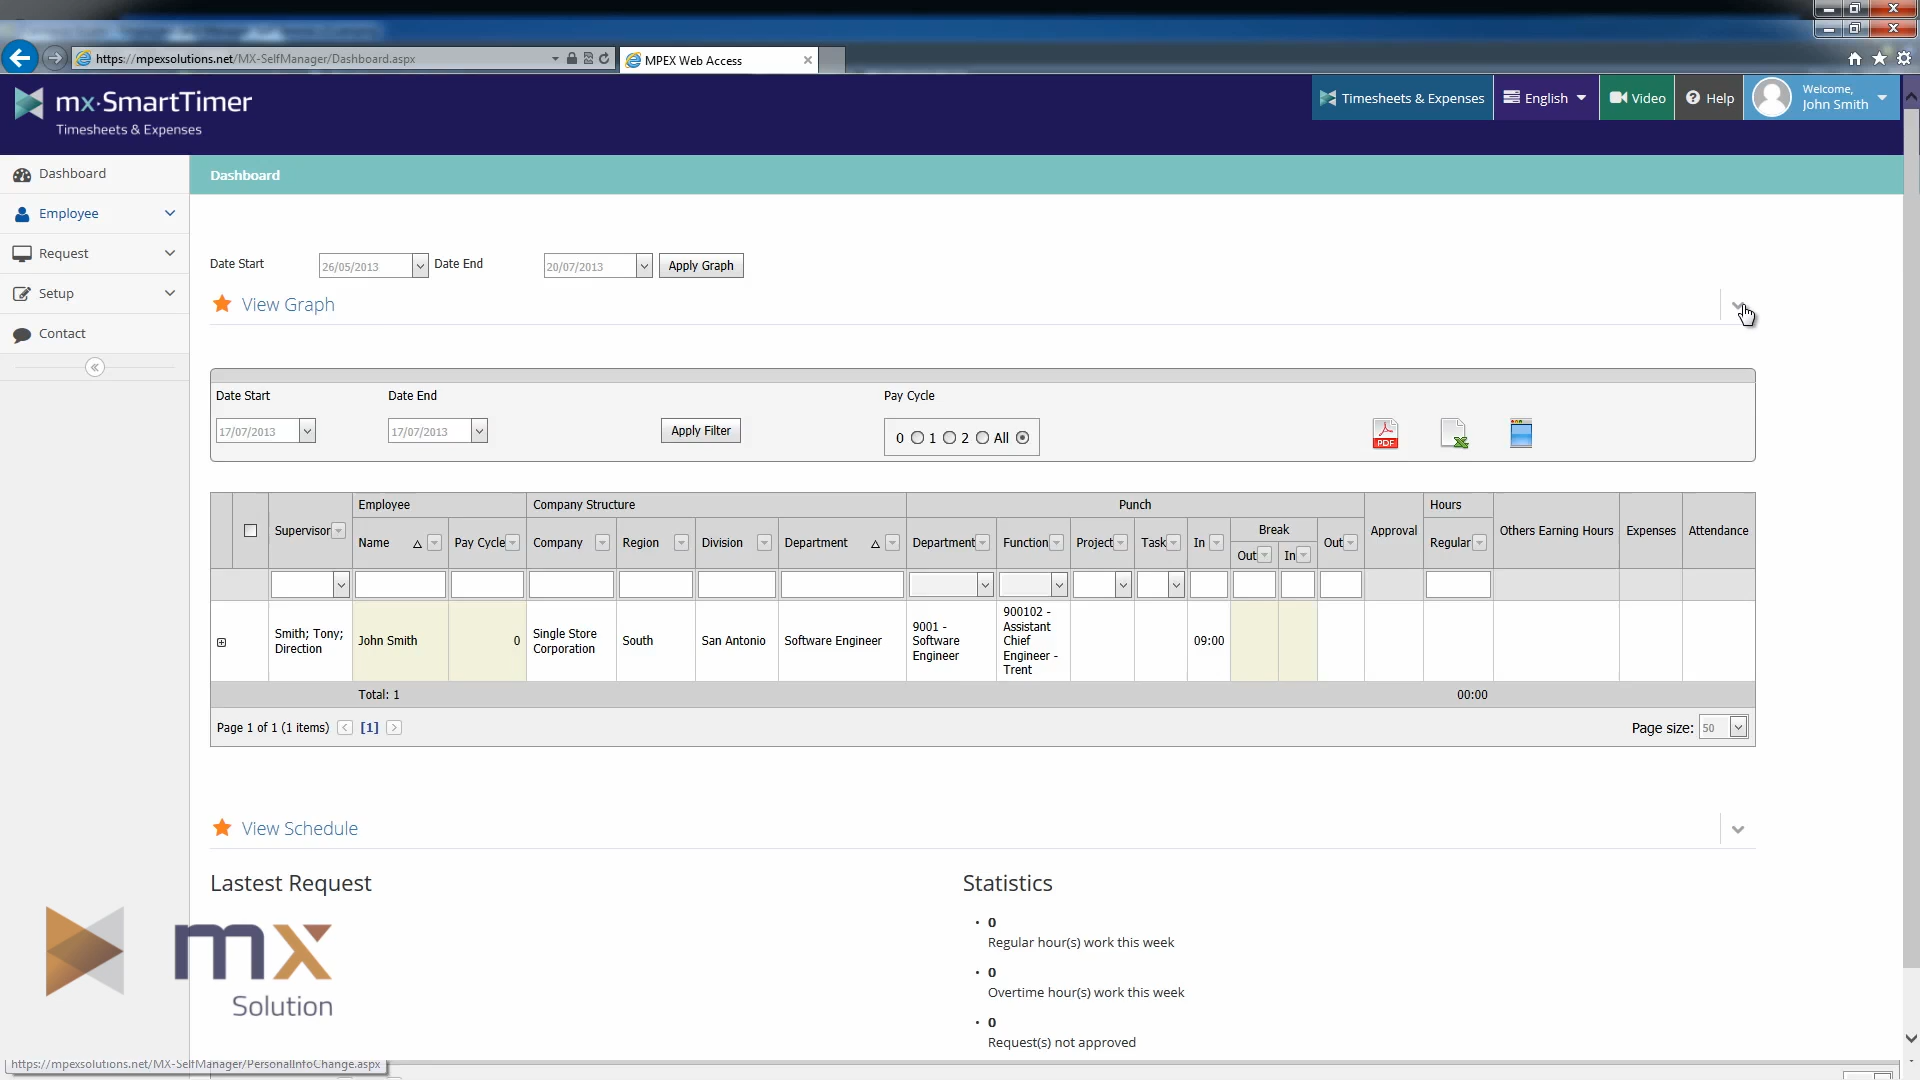 https://mpexsolutions.net/MX-SelfManager/Dashboard.aspx
MPEX Web Access
mx·SmartTimer
Timesheets & Expenses
Timesheets & Expenses
English
Video
Help
Welcome,
John Smith
Dashboard
Employee
Request
Setup
Contact
Dashboard
Date Start 26/05/2013 Date End 20/07/2013 Apply Graph
View Graph
Date Start Date End Pay Cycle
17/07/2013 17/07/2013 Apply Filter 0 1 2 All
PDF
Employee Company Structure Punch Hours
Supervisor Name Pay Cycle Company Region Division Department Department Function Project Task In Break Out Approval Regular Others Earning Hours Expenses Attendance
Out In
Smith; Tony;
Direction
John Smith
0
Single Store
Corporation
South
San Antonio
Software Engineer
9001 -
Software
Engineer
900102 -
Assistant
Chief
Engineer -
Trent
09:00
Total: 1 00:00
Page 1 of 1 (1 items) [1] Page size: 50
View Schedule
Lastest Request
Statistics
• 0
Regular hour(s) work this week
• 0
Overtime hour(s) work this week
• 0
Request(s) not approved
mx
Solution
https://mpexsolutions.net/MX-SelfManager/PersonalInfoChange.aspx